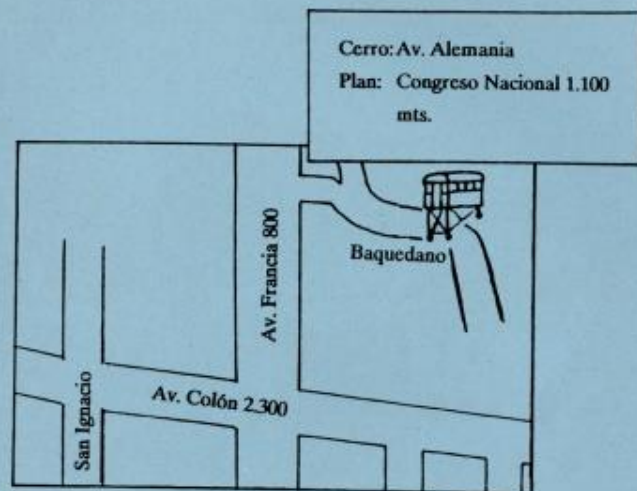 Cerro: Av. Alemania
Plan: Congreso Nacional 1.100
mts.
Baquedano
Av. Francia 800
Av. Colón 2.300
San Ignacio